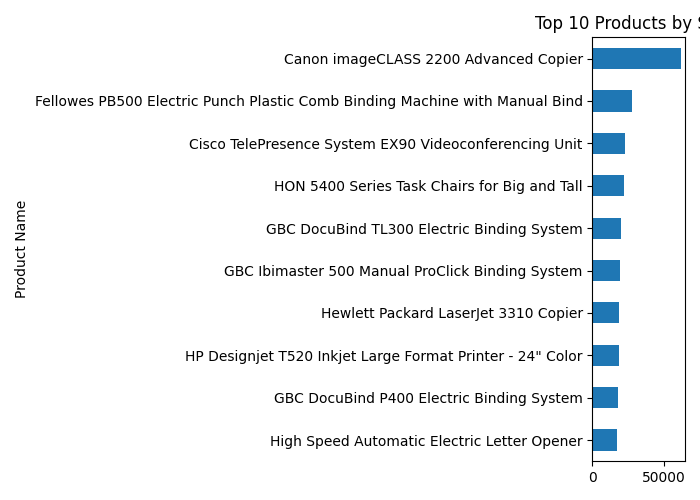 Top 10 Products by
Canon imageCLASS 2200 Advanced Copier
Fellowes PB500 Electric Punch Plastic Comb Binding Machine with Manual Bind
Cisco TelePresence System EX90 Videoconferencing Unit
HON 5400 Series Task Chairs for Big and Tall
GBC DocuBind TL300 Electric Binding System
GBC Ibimaster 500 Manual ProClick Binding System
Hewlett Packard LaserJet 3310 Copier
HP Designjet T520 Inkjet Large Format Printer - 24" Color
GBC DocuBind P400 Electric Binding System
High Speed Automatic Electric Letter Opener
Product Name
0 50000